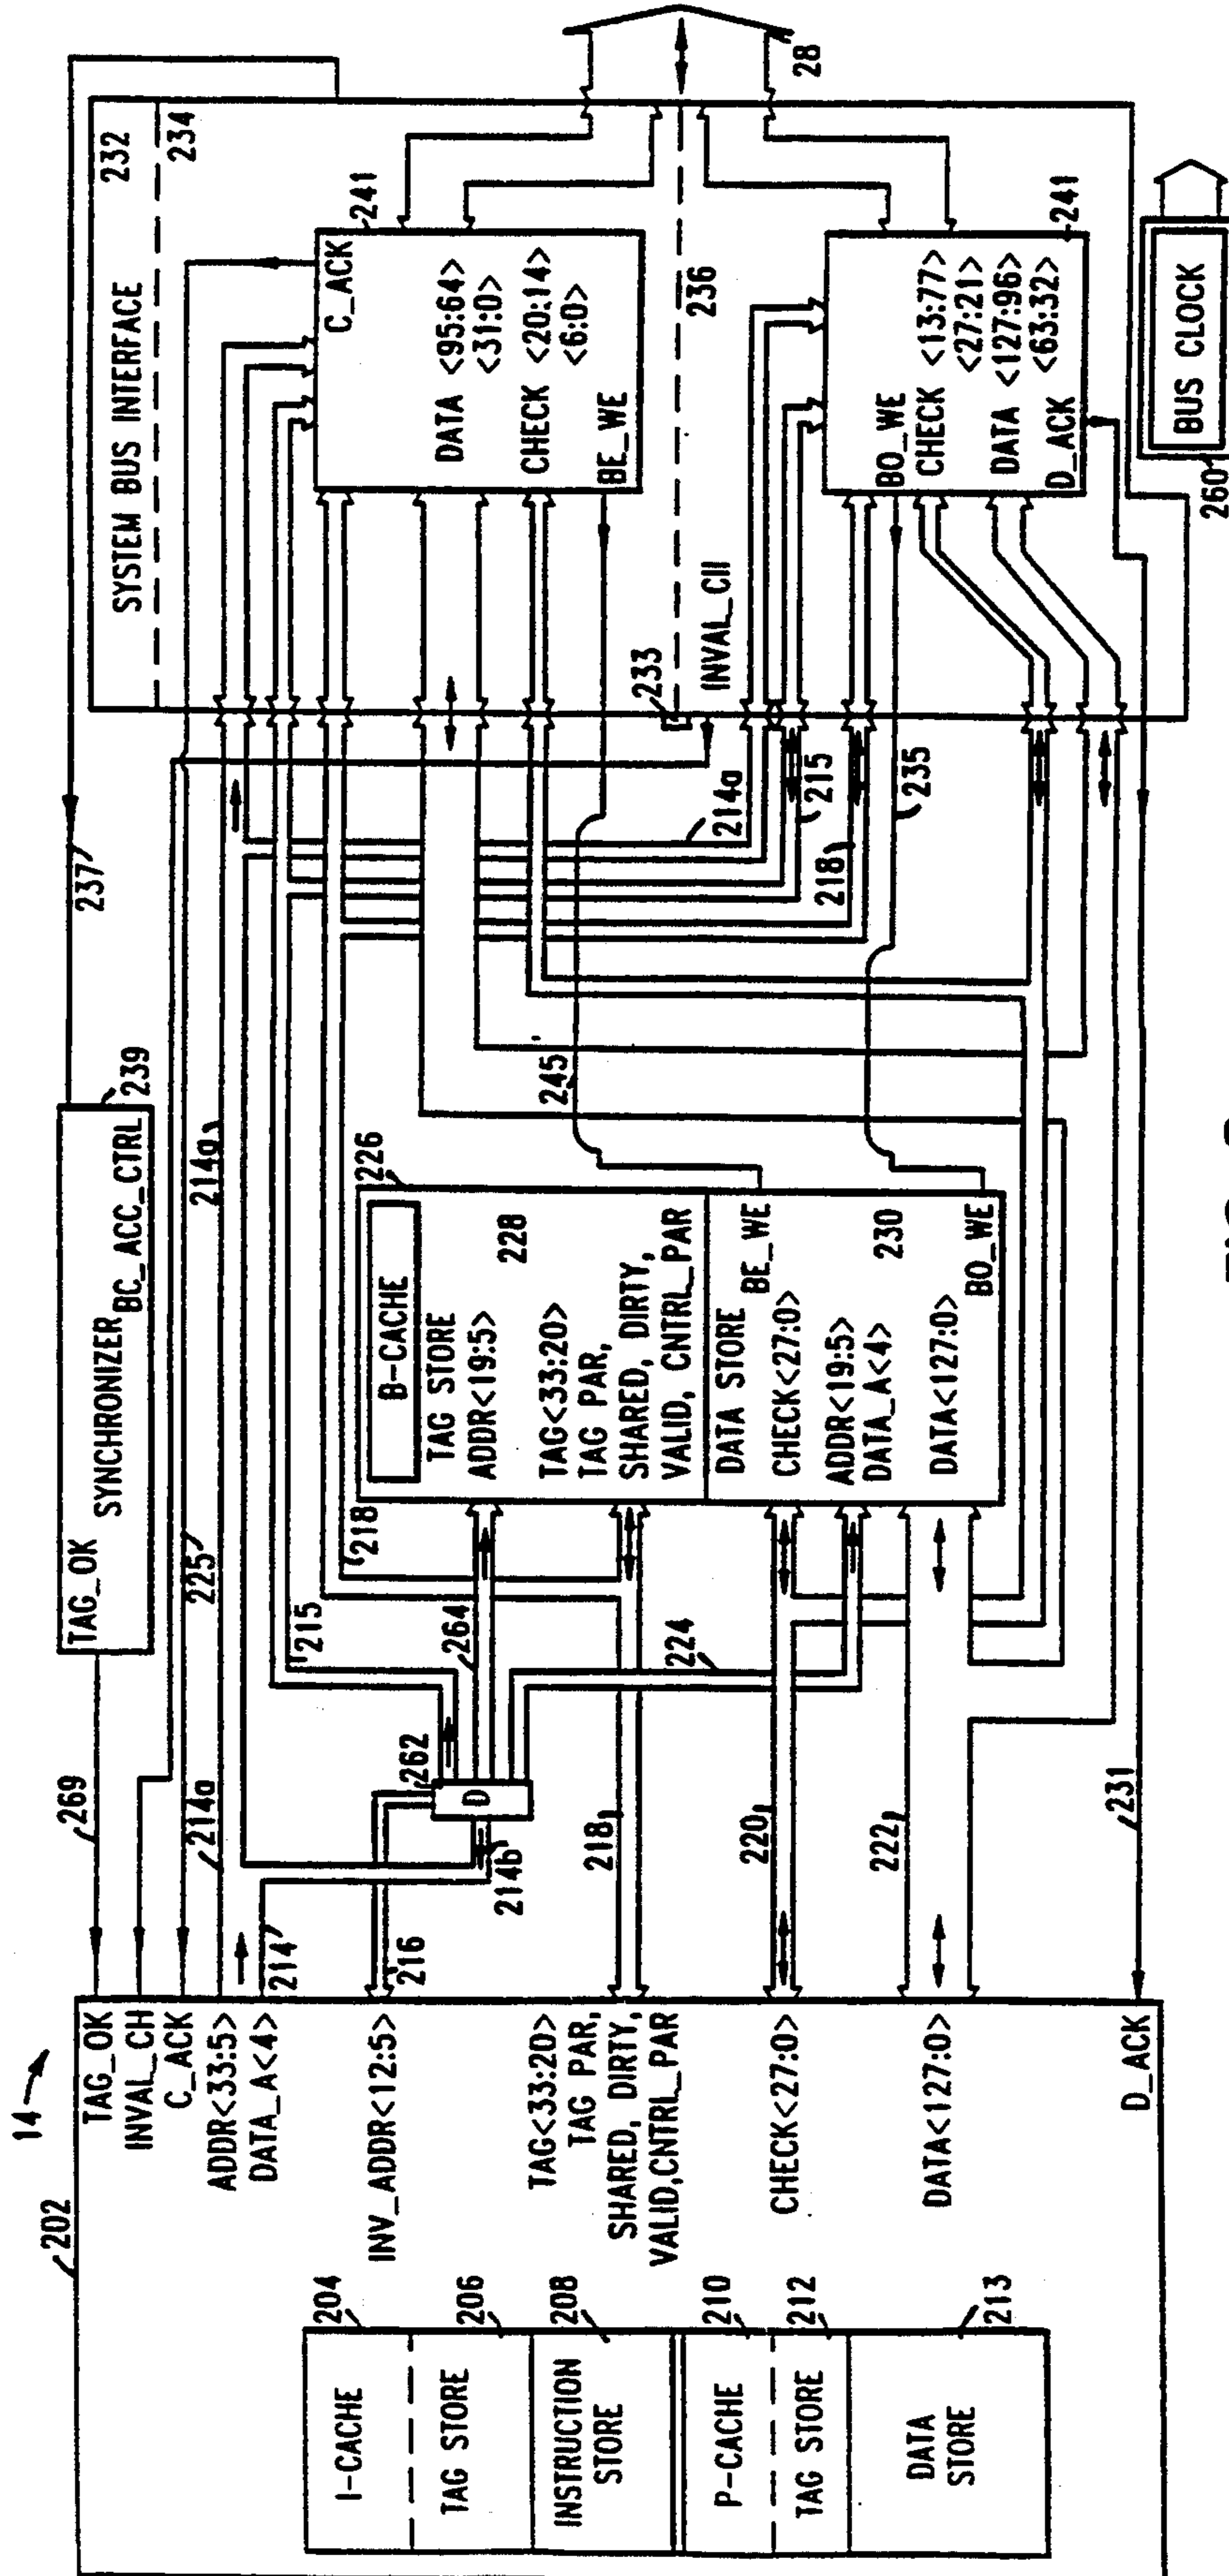 14
202
TAG_OK
INVAL_CH
C_ACK
ADDR<33:5>
DATA_A<4>
INV_ADDR<12:5>
TAG<33:20>
TAG PAR,
SHARED, DIRTY,
VALID,CNTRL_PAR
CHECK<27:0>
DATA<127:0>
D_ACK
I-CACHE
204
TAG STORE
206
INSTRUCTION
STORE
208
P-CACHE
210
TAG STORE
212
DATA
STORE
213
269
214a
214
216
214b
D
262
218
220
222
231
TAG_OK
SYNCHRONIZER
BC_ACC_CTRL
239
237
225
214a
215
218
264
224
B-CACHE
226
TAG STORE
ADDR<19:5>
228
TAG<33:20>
TAG PAR,
SHARED, DIRTY,
VALID, CNTRL_PAR
DATA STORE
BE_WE
CHECK<27:0>
ADDR<19:5>
DATA_A<4>
230
DATA<127:0>
BO_WE
245
214a
215
218
235
233
INVAL_CII
SYSTEM BUS INTERFACE
232
234
C_ACK
241
DATA <95:64>
<31:0>
CHECK <20:14>
<6:0>
BE_WE
236
BO_WE
CHECK <13:77>
<27:21>
DATA <127:96>
<63:32>
D_ACK
241
28
BUS CLOCK
260